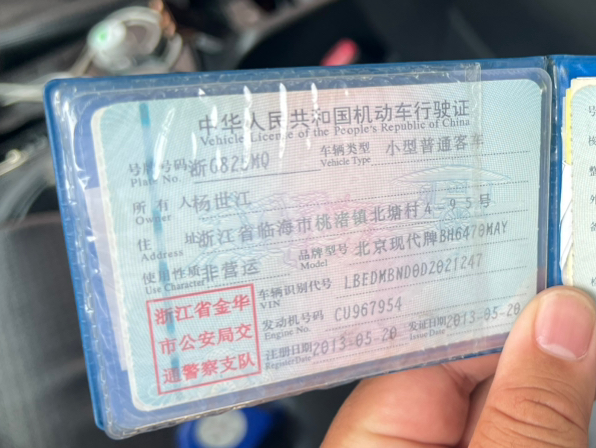 中华人民共和国机动车行驶证
Vehicle License of the People's Republic of China
号牌号码 浙G825MQ 车辆类型 小型普通客车
Plate No. Vehicle Type
所有人 杨世江
Owner
住址 浙江省临海市桃渚镇北塘村4-95号
Address
使用性质 非营运 品牌型号 北京现代牌BH6470MAY
Use Character Model
车辆识别代号 LBEDMBND0DZ021247
VIN
发动机号码 CU967954
Engine No.
注册日期 2013-05-20 发证日期 2013-05-20
Register Date Issue Date
浙江省金华
市公安局交
通警察支队